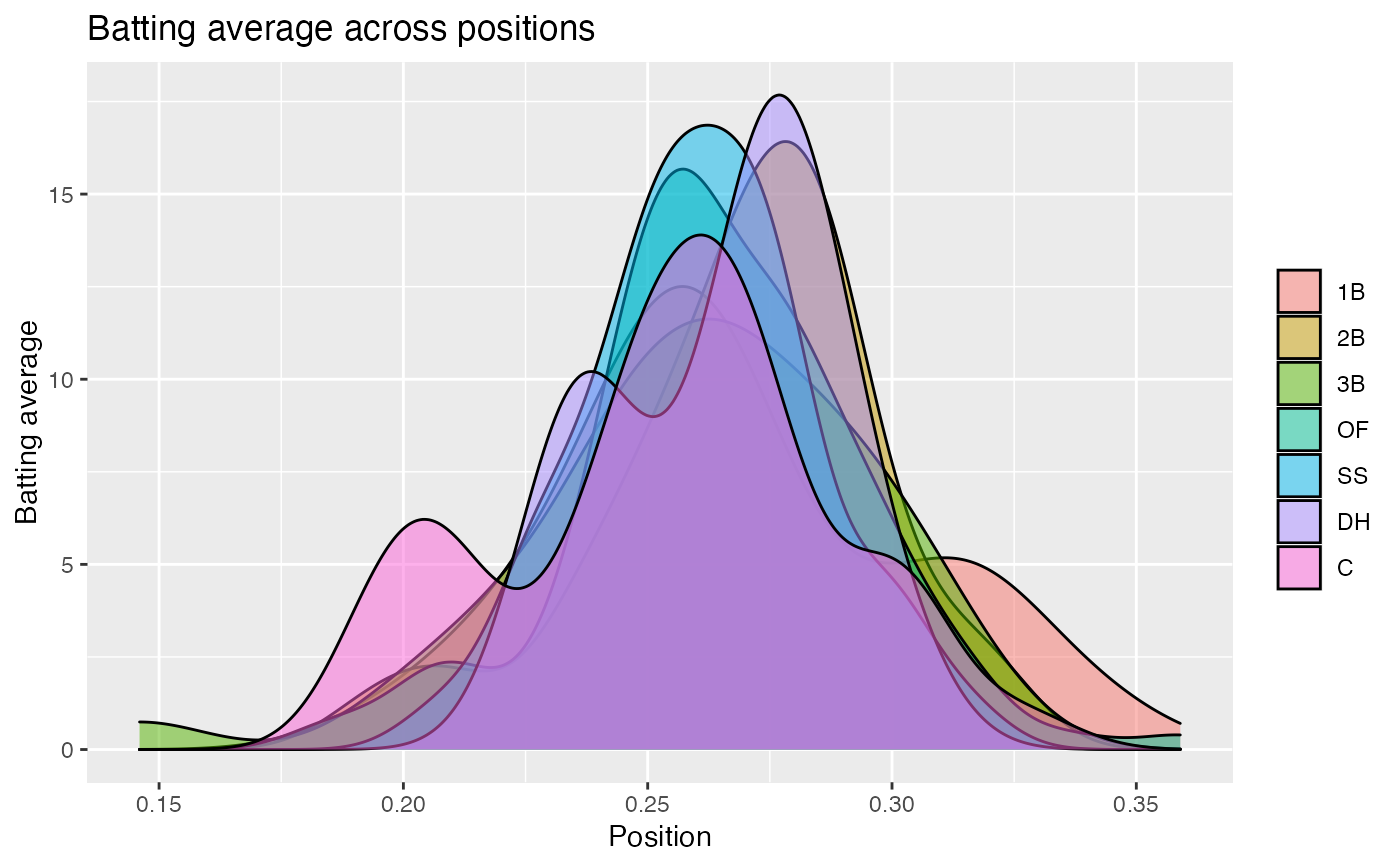 Batting average across positions
Batting average
15
10
5
0
0.15 0.20 0.25 0.30 0.35
Position
1B
2B
3B
OF
SS
DH
C